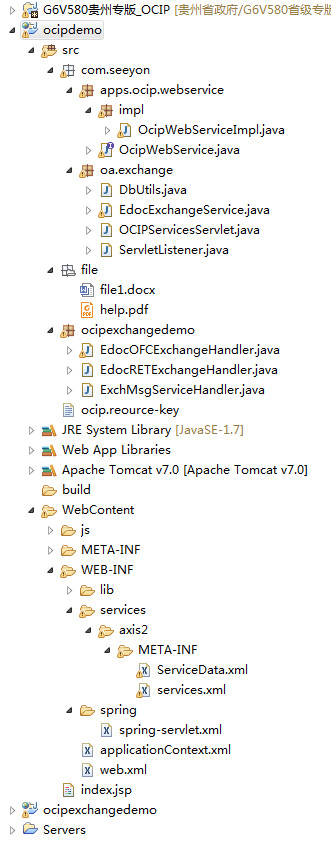 G6V580贵州专版_OCIP [贵州省政府/G6V580省级专版
ocipdemo
src
com.seeyon
apps.ocip.webservice
impl
OcipWebServiceImpl.java
OcipWebService.java
oa.exchange
DbUtils.java
EdocExchangeService.java
OCIPServicesServlet.java
ServletListener.java
file
file1.docx
help.pdf
ocipexchangedemo
EdocOFCExchangeHandler.java
EdocRETExchangeHandler.java
ExchMsgServiceHandler.java
ocip.reource-key
JRE System Library [JavaSE-1.7]
Web App Libraries
Apache Tomcat v7.0 [Apache Tomcat v7.0]
build
WebContent
js
META-INF
WEB-INF
lib
services
axis2
META-INF
ServiceData.xml
services.xml
spring
spring-servlet.xml
applicationContext.xml
web.xml
index.jsp
ocipexchangedemo
Servers